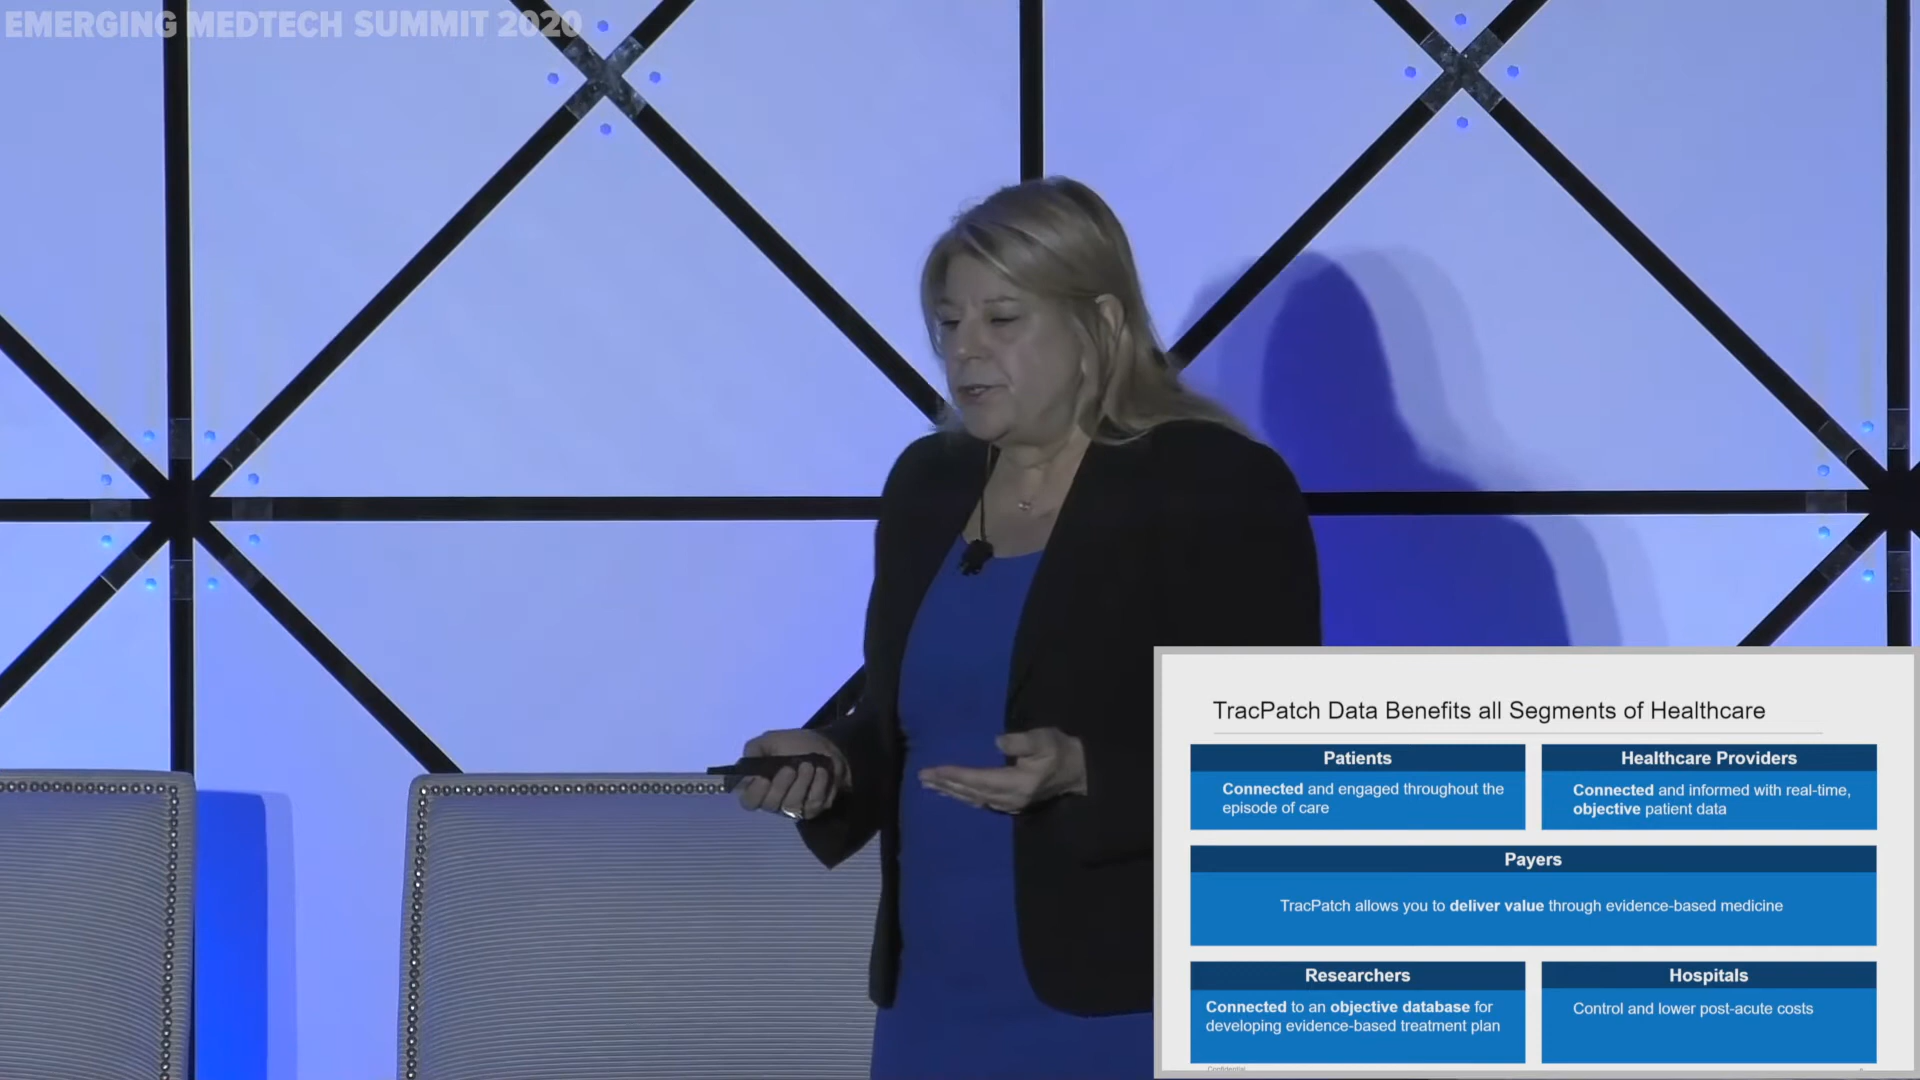 EMERGING MEDTECH SUMMIT 2020
TracPatch Data Benefits all Segments of Healthcare
Patients
Connected and engaged throughout the
episode of care
Healthcare Providers
Connected and informed with real-time,
objective patient data
Payers
TracPatch allows you to deliver value through evidence-based medicine
Researchers
Connected to an objective database for
developing evidence-based treatment plan
Hospitals
Control and lower post-acute costs
Confidential